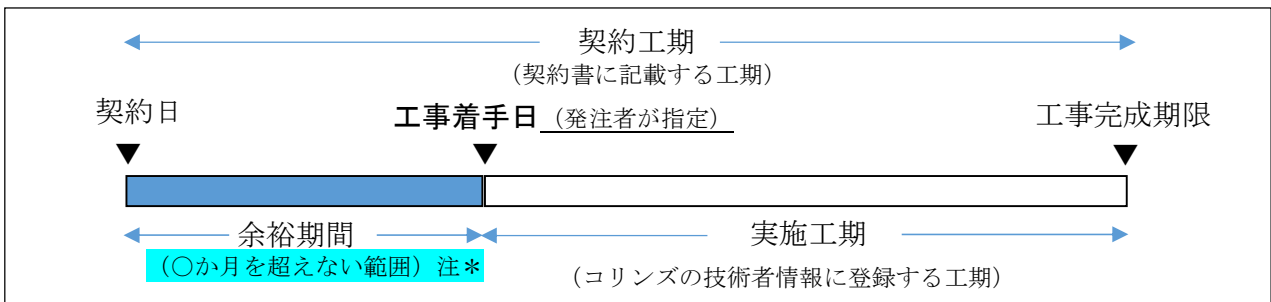 契約工期
（契約書に記載する工期）
契約日
工事着手日（発注者が指定）
工事完成期限
余裕期間
実施工期
（〇か月を超えない範囲）注＊
（コリンズの技術者情報に登録する工期）